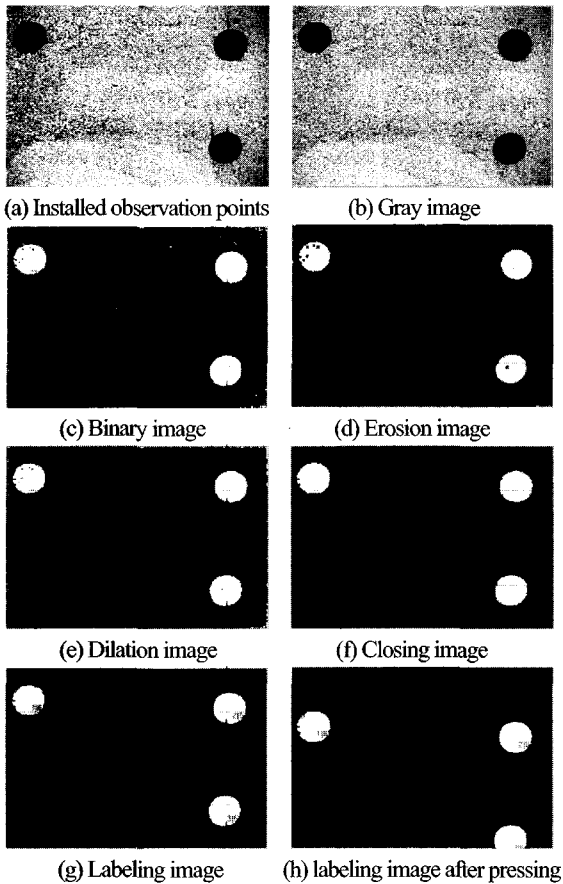 (a) Installed observation points
(b) Gray image
(c) Binary image
(d) Erosion image
(e) Dilation image
(f) Closing image
(g) Labeling image
(h) labeling image after pressing